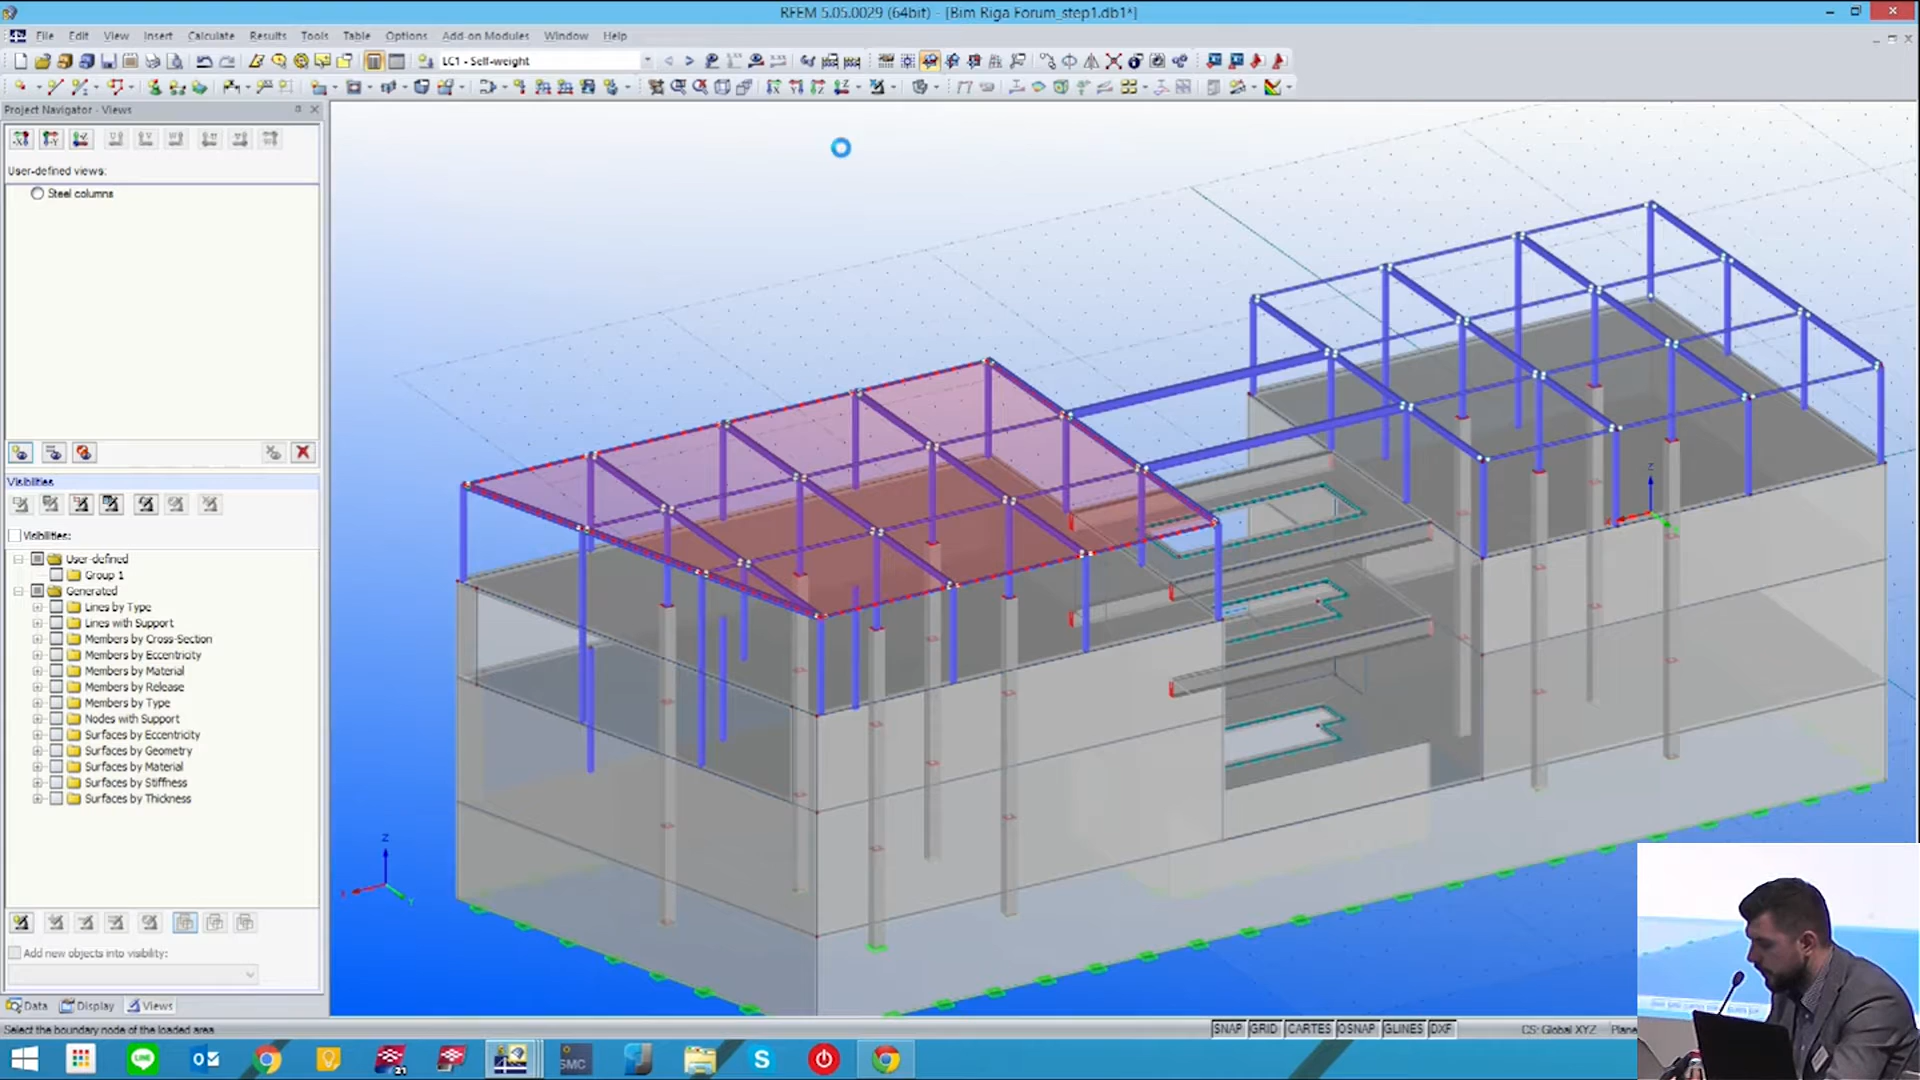 RFEM 5.05.0029 (64bit) - [Bim Riga Forum_step1.db1*]
File Edit View Insert Calculate Results Tools Table Options Add-on Modules Window Help
LC1 - Self-weight
Project Navigator - Views
User-defined views:
Steel columns
Visibilities
Visibilities:
User-defined
Group 1
Generated
Lines by Type
Lines with Support
Members by Cross-Section
Members by Eccentricity
Members by Material
Members by Release
Members by Type
Nodes with Support
Surfaces by Eccentricity
Surfaces by Geometry
Surfaces by Material
Surfaces by Stiffness
Surfaces by Thickness
Add new objects into visibility:
Data Display Views
Select the boundary node of the loaded area
SNAP GRID CARTES OSNAP GLINES DXF CS: Global XYZ Plane
Z
X
Y
Z
LINE
21
SMC